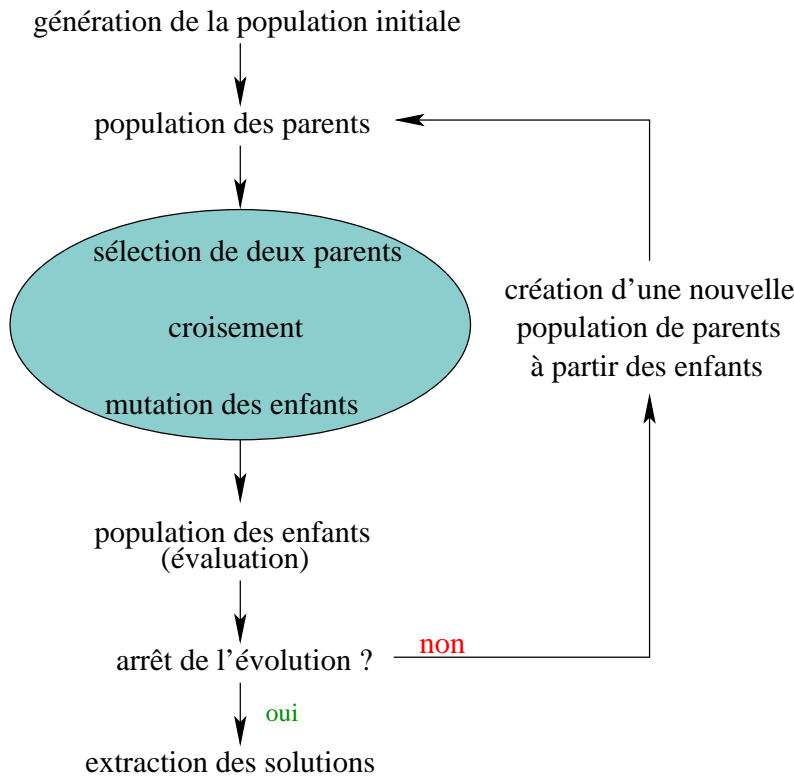 génération de la population initiale
population des parents
sélection de deux parents
croisement
mutation des enfants
création d’une nouvelle
population de parents
à partir des enfants
population des enfants
(évaluation)
arrêt de l’évolution ?
non
oui
extraction des solutions